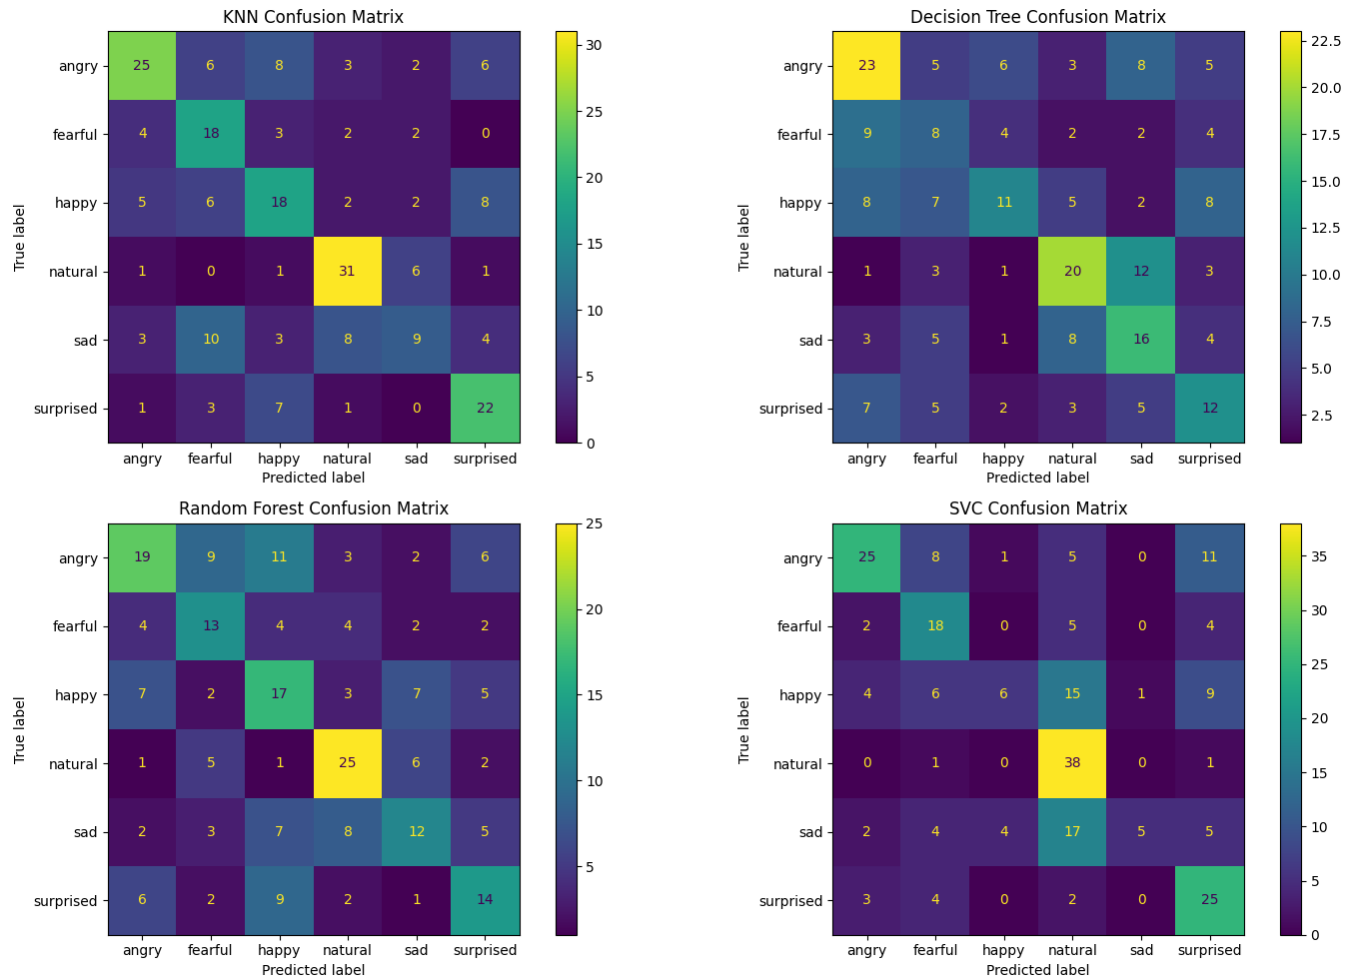 KNN Confusion Matrix
True label
angry 25 6 8 3 2 6
fearful 4 18 3 2 2 0
happy 5 6 18 2 2 8
natural 1 0 1 31 6 1
sad 3 10 3 8 9 4
surprised 1 3 7 1 0 22
angry fearful happy natural sad surprised
Predicted label
30
25
20
15
10
5
0
Decision Tree Confusion Matrix
True label
angry 23 5 6 3 8 5
fearful 9 8 4 2 2 4
happy 8 7 11 5 2 8
natural 1 3 1 20 12 3
sad 3 5 1 8 16 4
surprised 7 5 2 3 5 12
angry fearful happy natural sad surprised
Predicted label
22.5
20.0
17.5
15.0
12.5
10.0
7.5
5.0
2.5
Random Forest Confusion Matrix
True label
angry 19 9 11 3 2 6
fearful 4 13 4 4 2 2
happy 7 2 17 3 7 5
natural 1 5 1 25 6 2
sad 2 3 7 8 12 5
surprised 6 2 9 2 1 14
angry fearful happy natural sad surprised
Predicted label
25
20
15
10
5
SVC Confusion Matrix
True label
angry 25 8 1 5 0 11
fearful 2 18 0 5 0 4
happy 4 6 6 15 1 9
natural 0 1 0 38 0 1
sad 2 4 4 17 5 5
surprised 3 4 0 2 0 25
angry fearful happy natural sad surprised
Predicted label
35
30
25
20
15
10
5
0